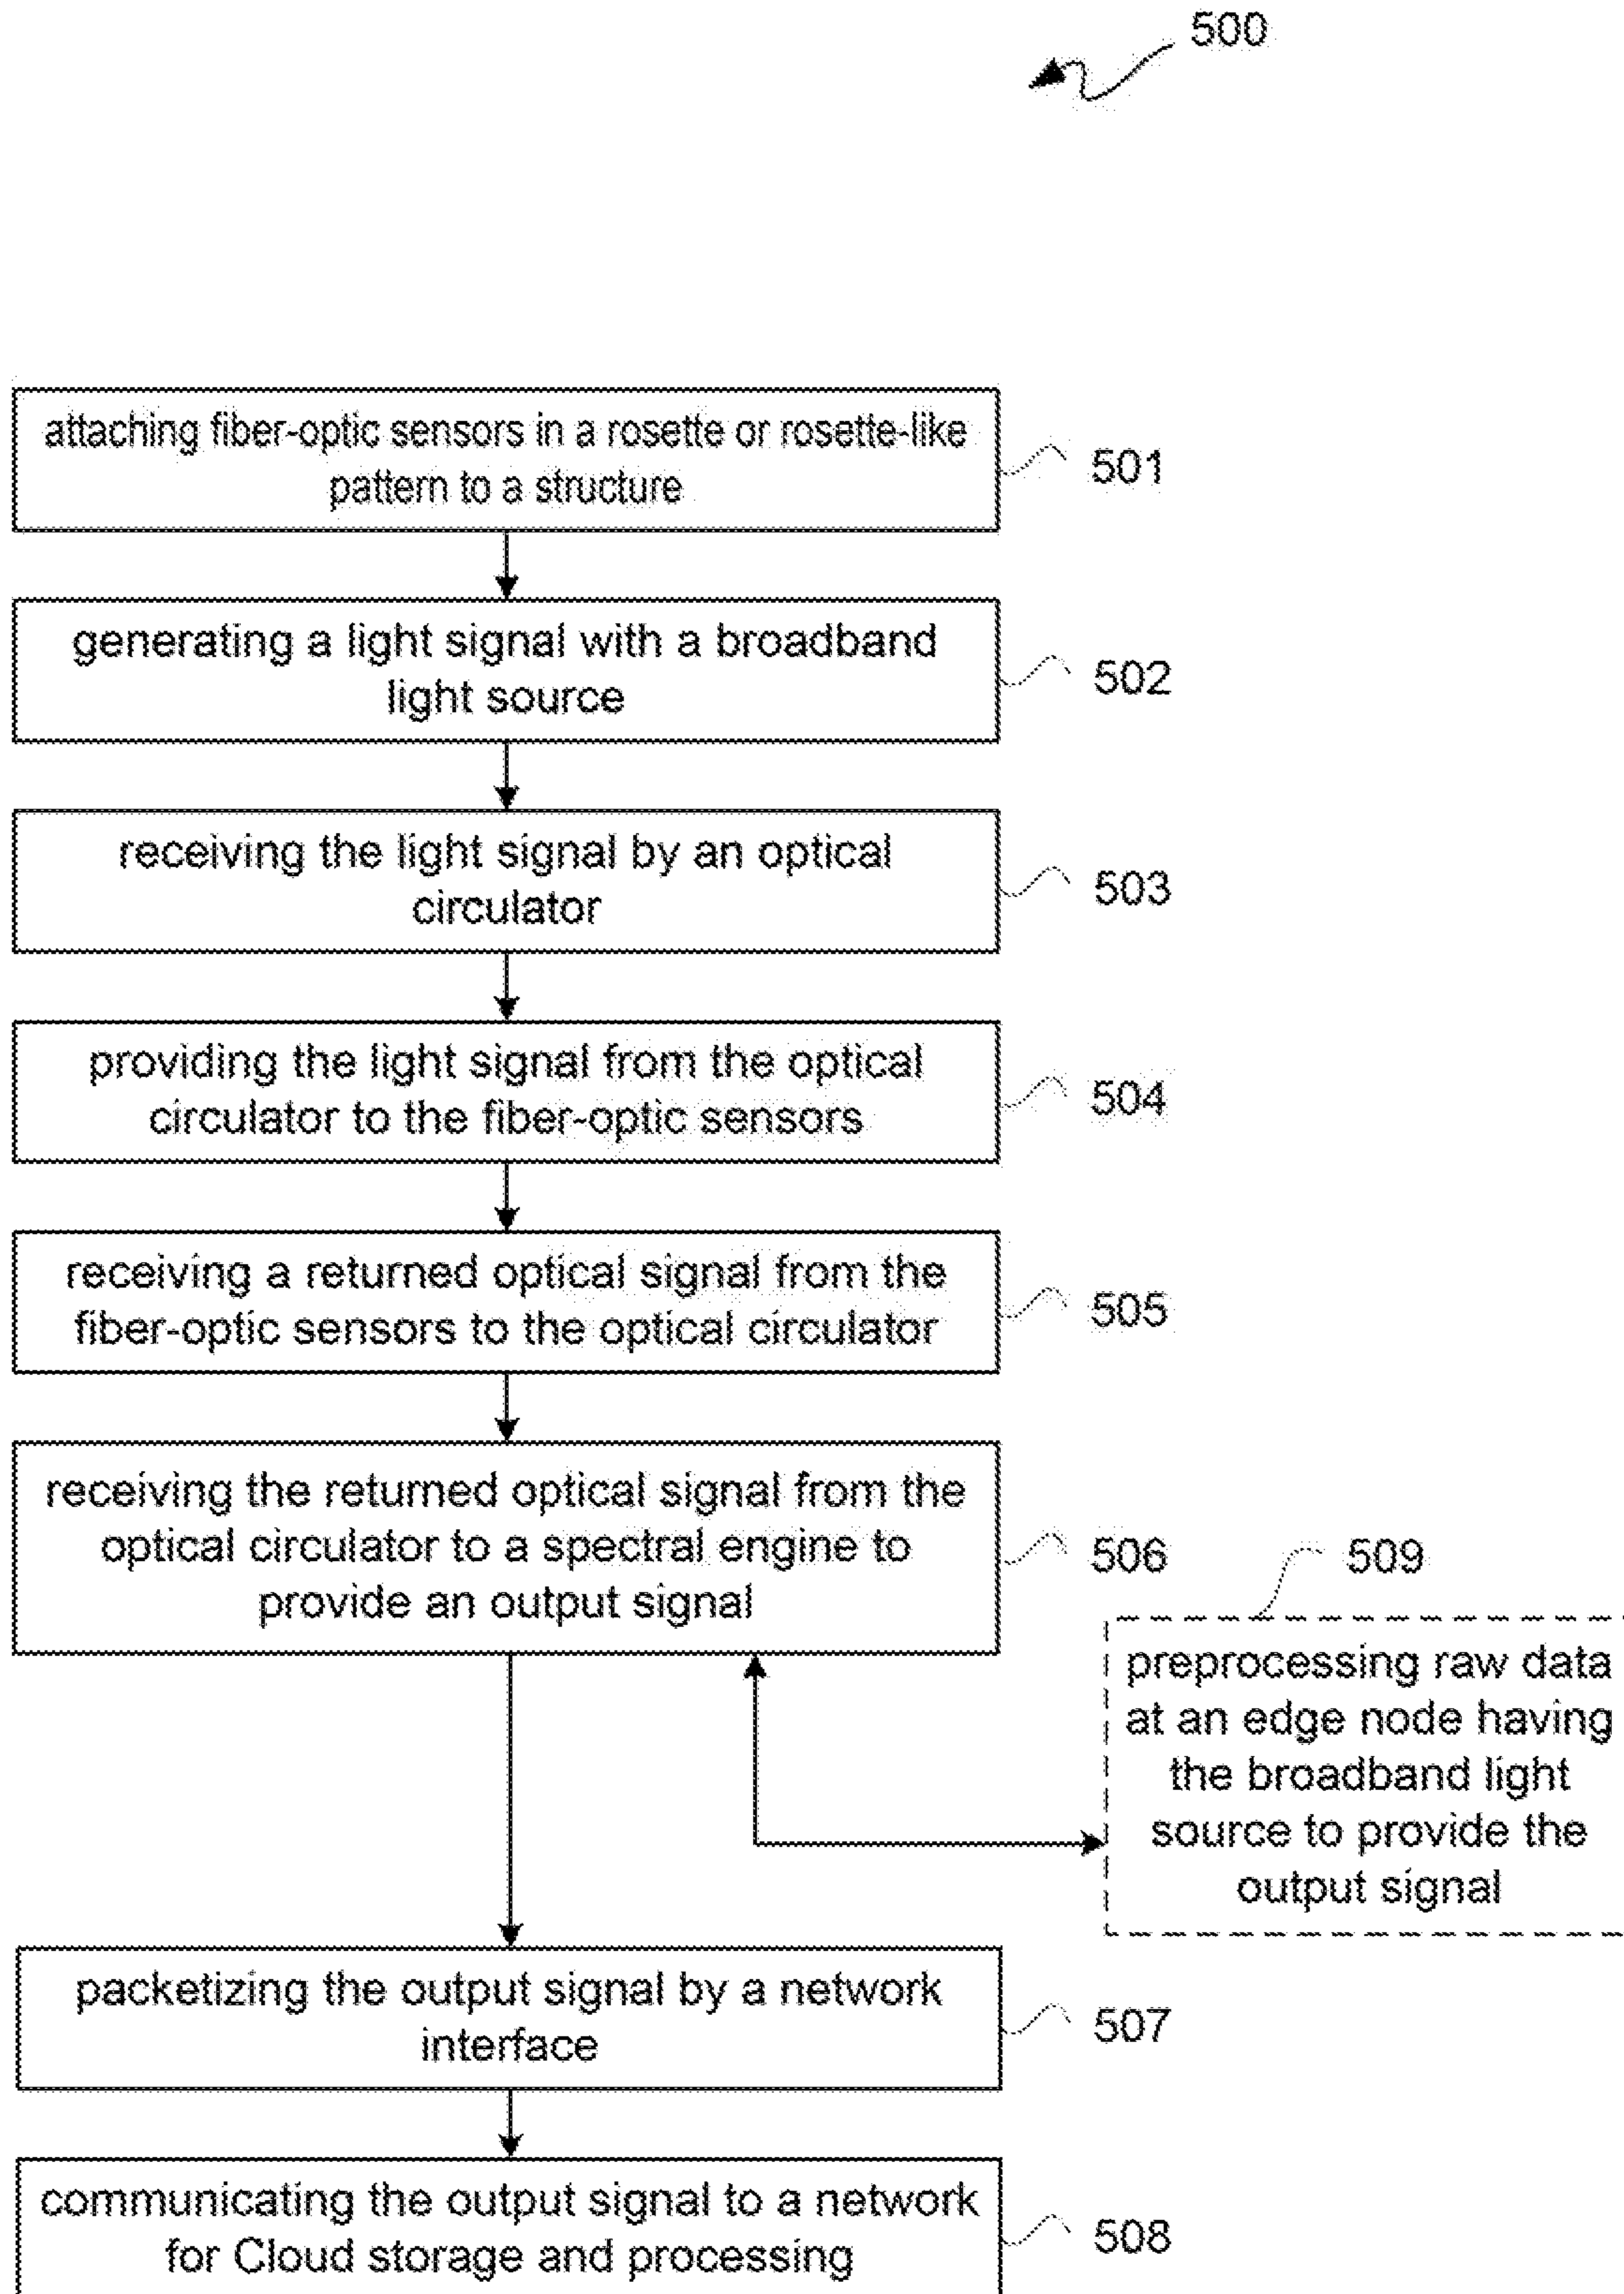 500
attaching fiber-optic sensors in a rosette or rosette-like
pattern to a structure
501
generating a light signal with a broadband
light source
502
receiving the light signal by an optical
circulator
503
providing the light signal from the optical
circulator to the fiber-optic sensors
504
receiving a returned optical signal from the
fiber-optic sensors to the optical circulator
505
receiving the returned optical signal from the
optical circulator to a spectral engine to
provide an output signal
506
509
preprocessing raw data
at an edge node having
the broadband light
source to provide the
output signal
packetizing the output signal by a network
interface
507
communicating the output signal to a network
for Cloud storage and processing
508